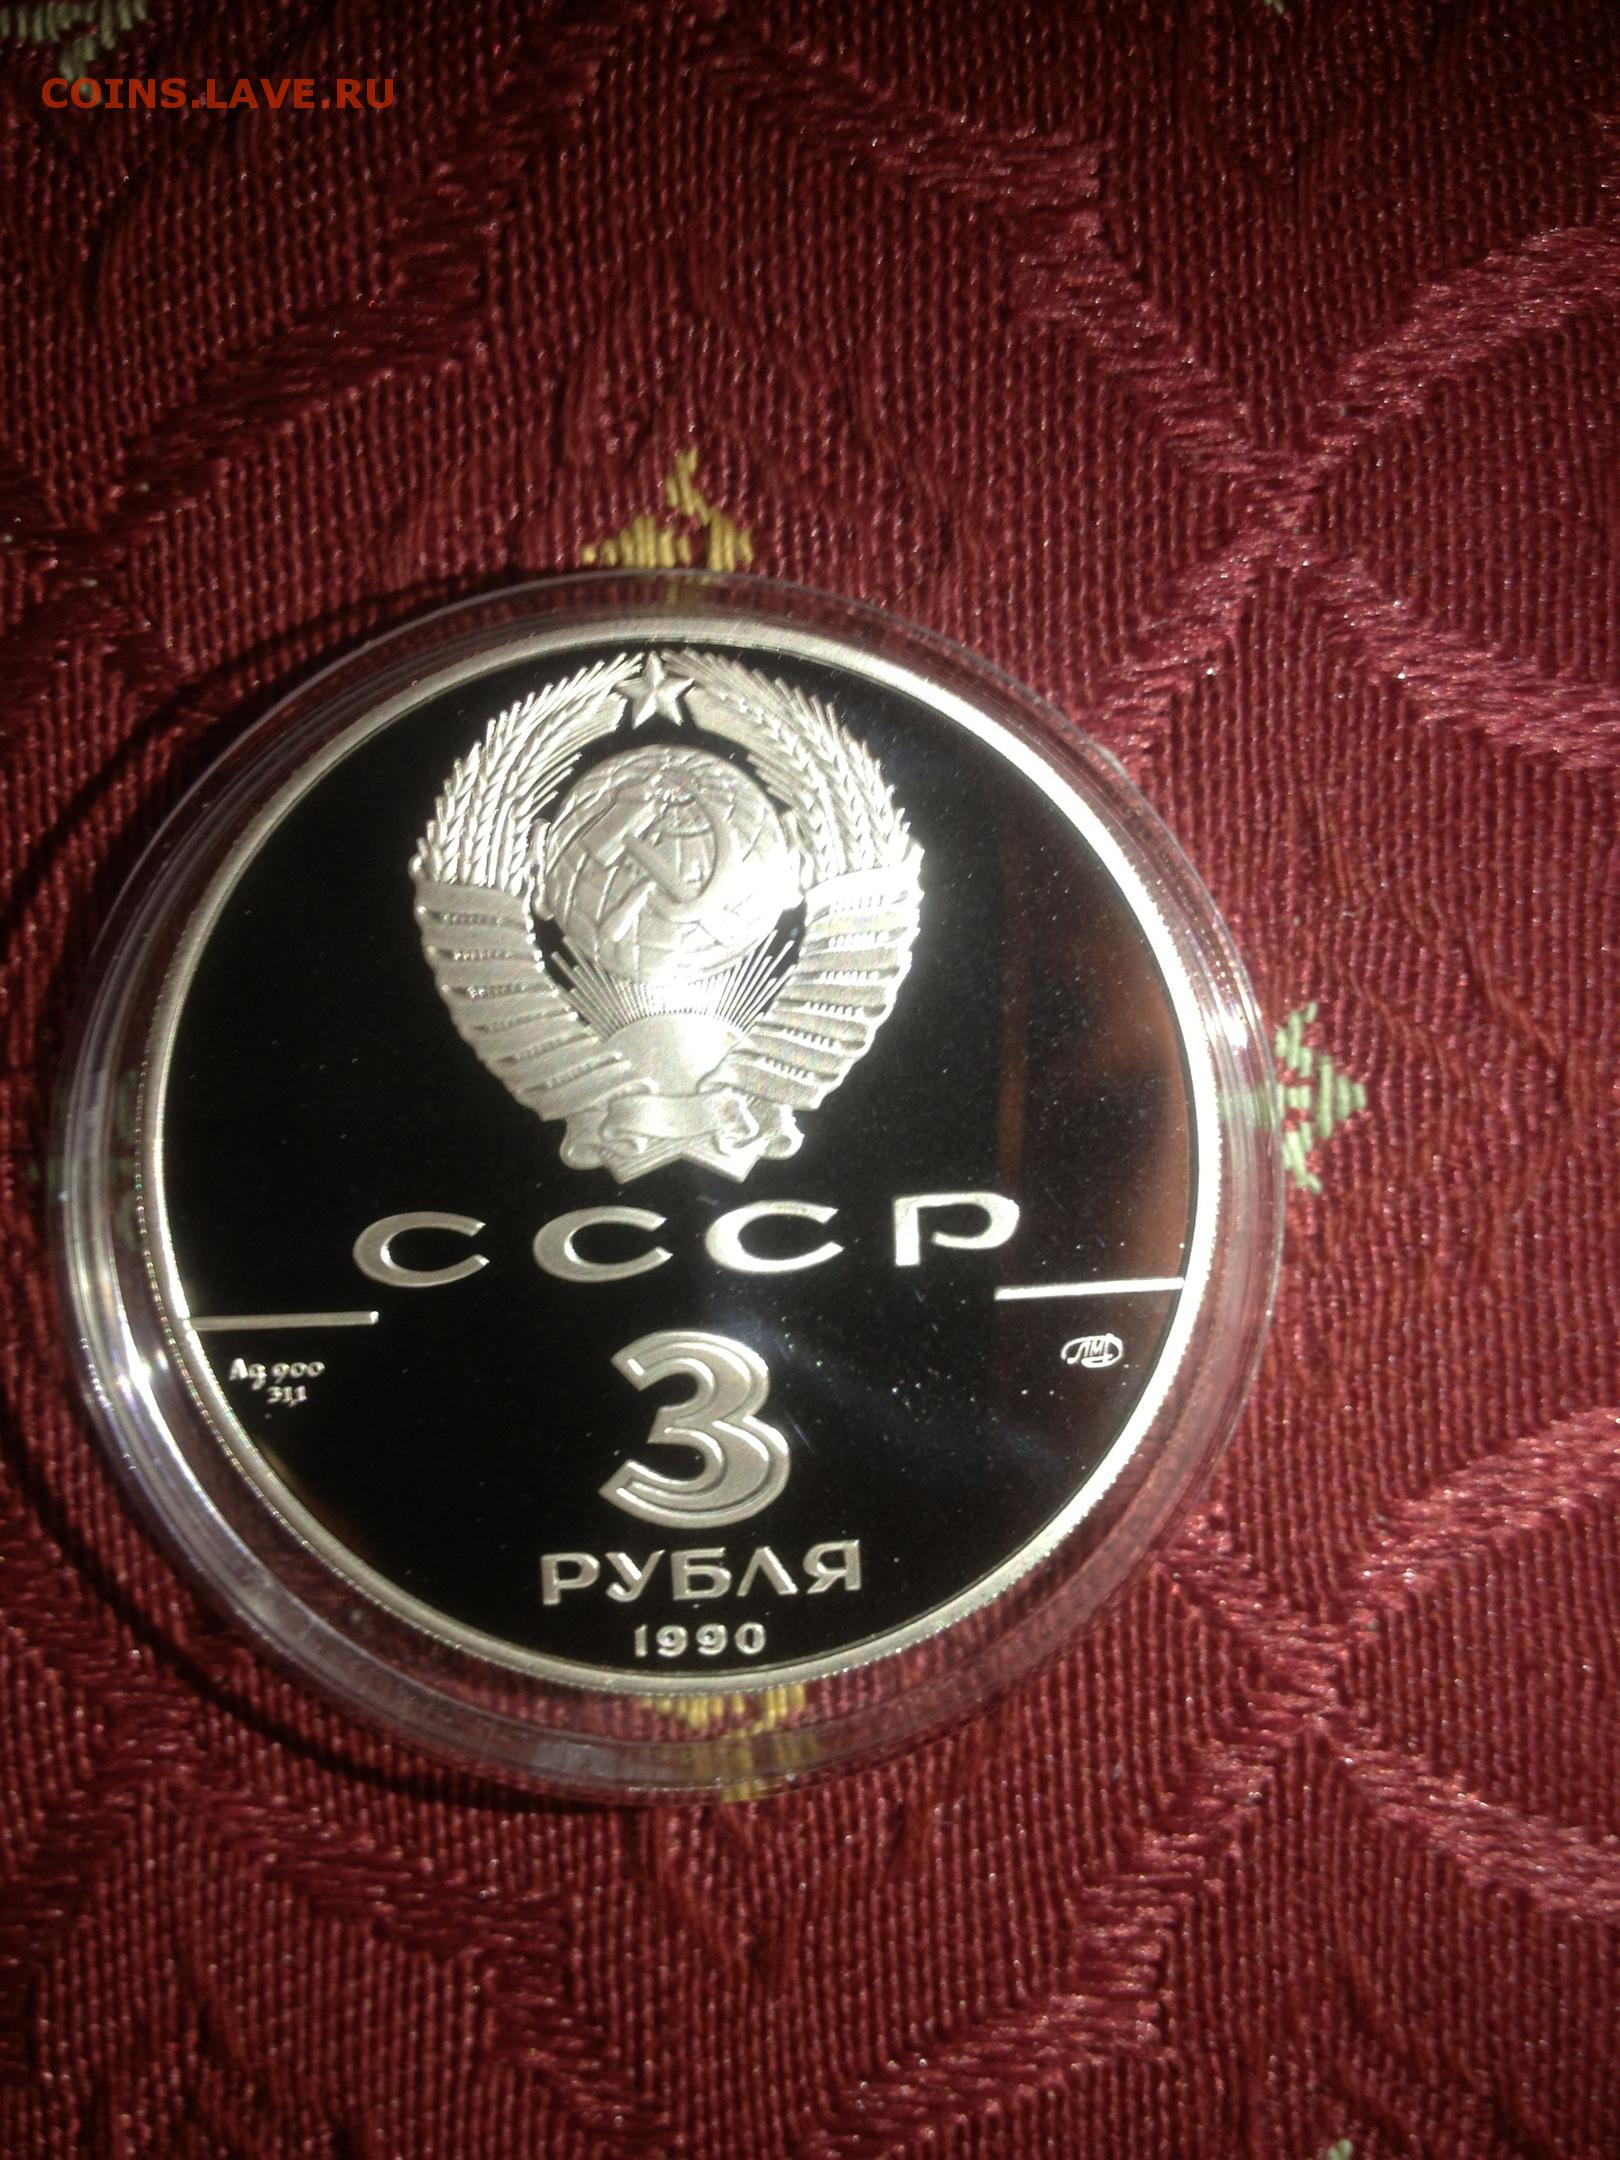 COINS.LAVE.RU
СССР
Ag 900
31,1
ЛМД
3
РУБЛЯ
1990